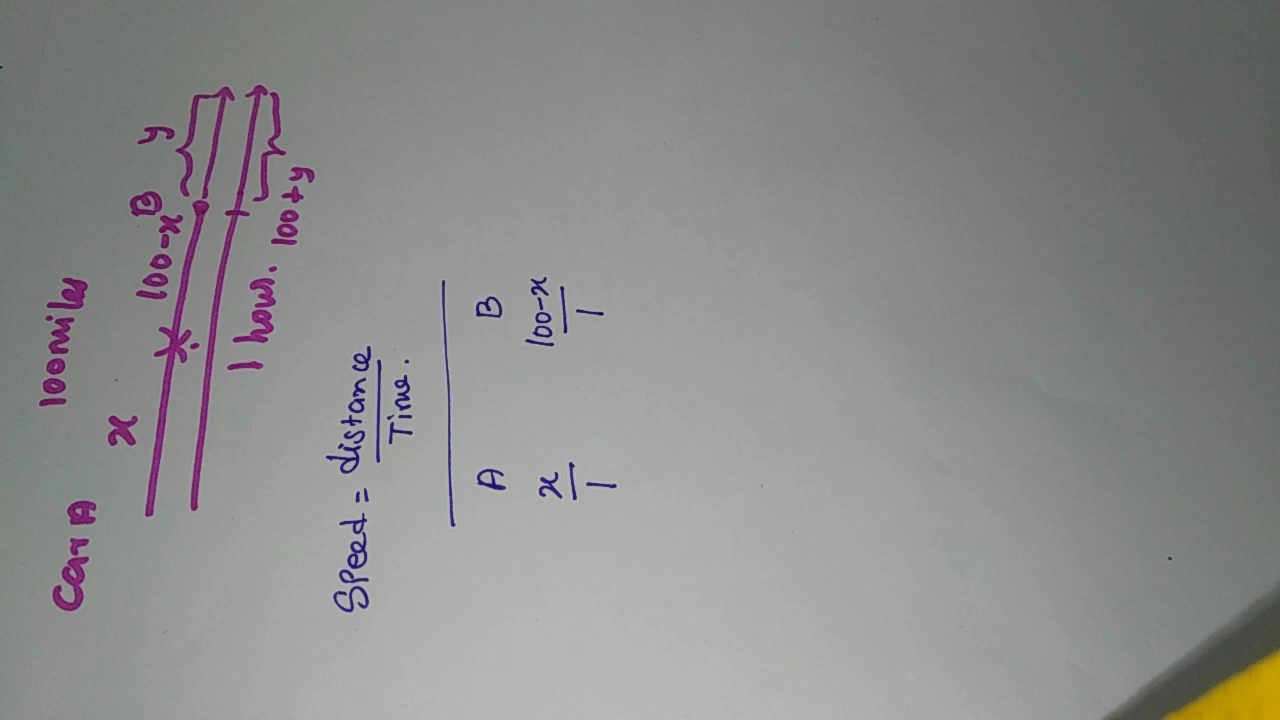 Car A 100miles
x 100-x B y
1 hour. 100+y
Speed = distance
Time.
A B
x 100-x
1 1